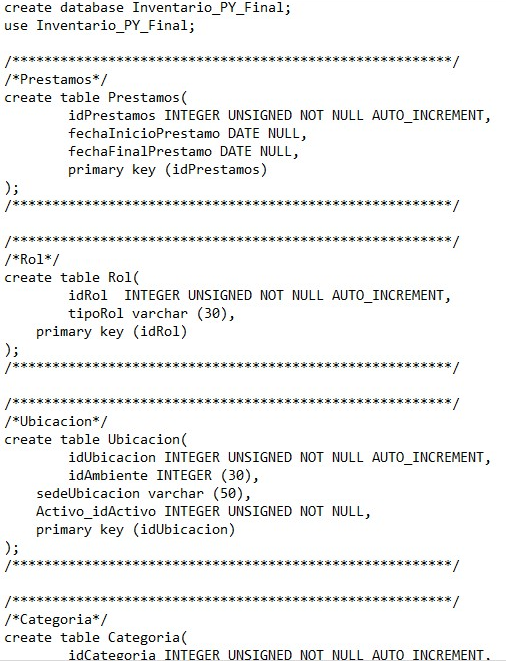 create database Inventario_PY_Final;
use Inventario_PY_Final;
/*******************************************************/
/*Prestamos*/
create table Prestamos(
idPrestamos INTEGER UNSIGNED NOT NULL AUTO_INCREMENT,
fechaInicioPrestamo DATE NULL,
fechaFinalPrestamo DATE NULL,
primary key (idPrestamos)
);
/*******************************************************/
/*******************************************************/
/*Rol*/
create table Rol(
idRol  INTEGER UNSIGNED NOT NULL AUTO_INCREMENT,
tipoRol varchar (30),
primary key (idRol)
);
/*******************************************************/
/*******************************************************/
/*Ubicacion*/
create table Ubicacion(
idUbicacion INTEGER UNSIGNED NOT NULL AUTO_INCREMENT,
idAmbiente INTEGER (30),
sedeUbicacion varchar (50),
Activo_idActivo INTEGER UNSIGNED NOT NULL,
primary key (idUbicacion)
);
/*******************************************************/
/*******************************************************/
/*Categoria*/
create table Categoria(
idCategoria INTEGER UNSIGNED NOT NULL AUTO_INCREMENT,